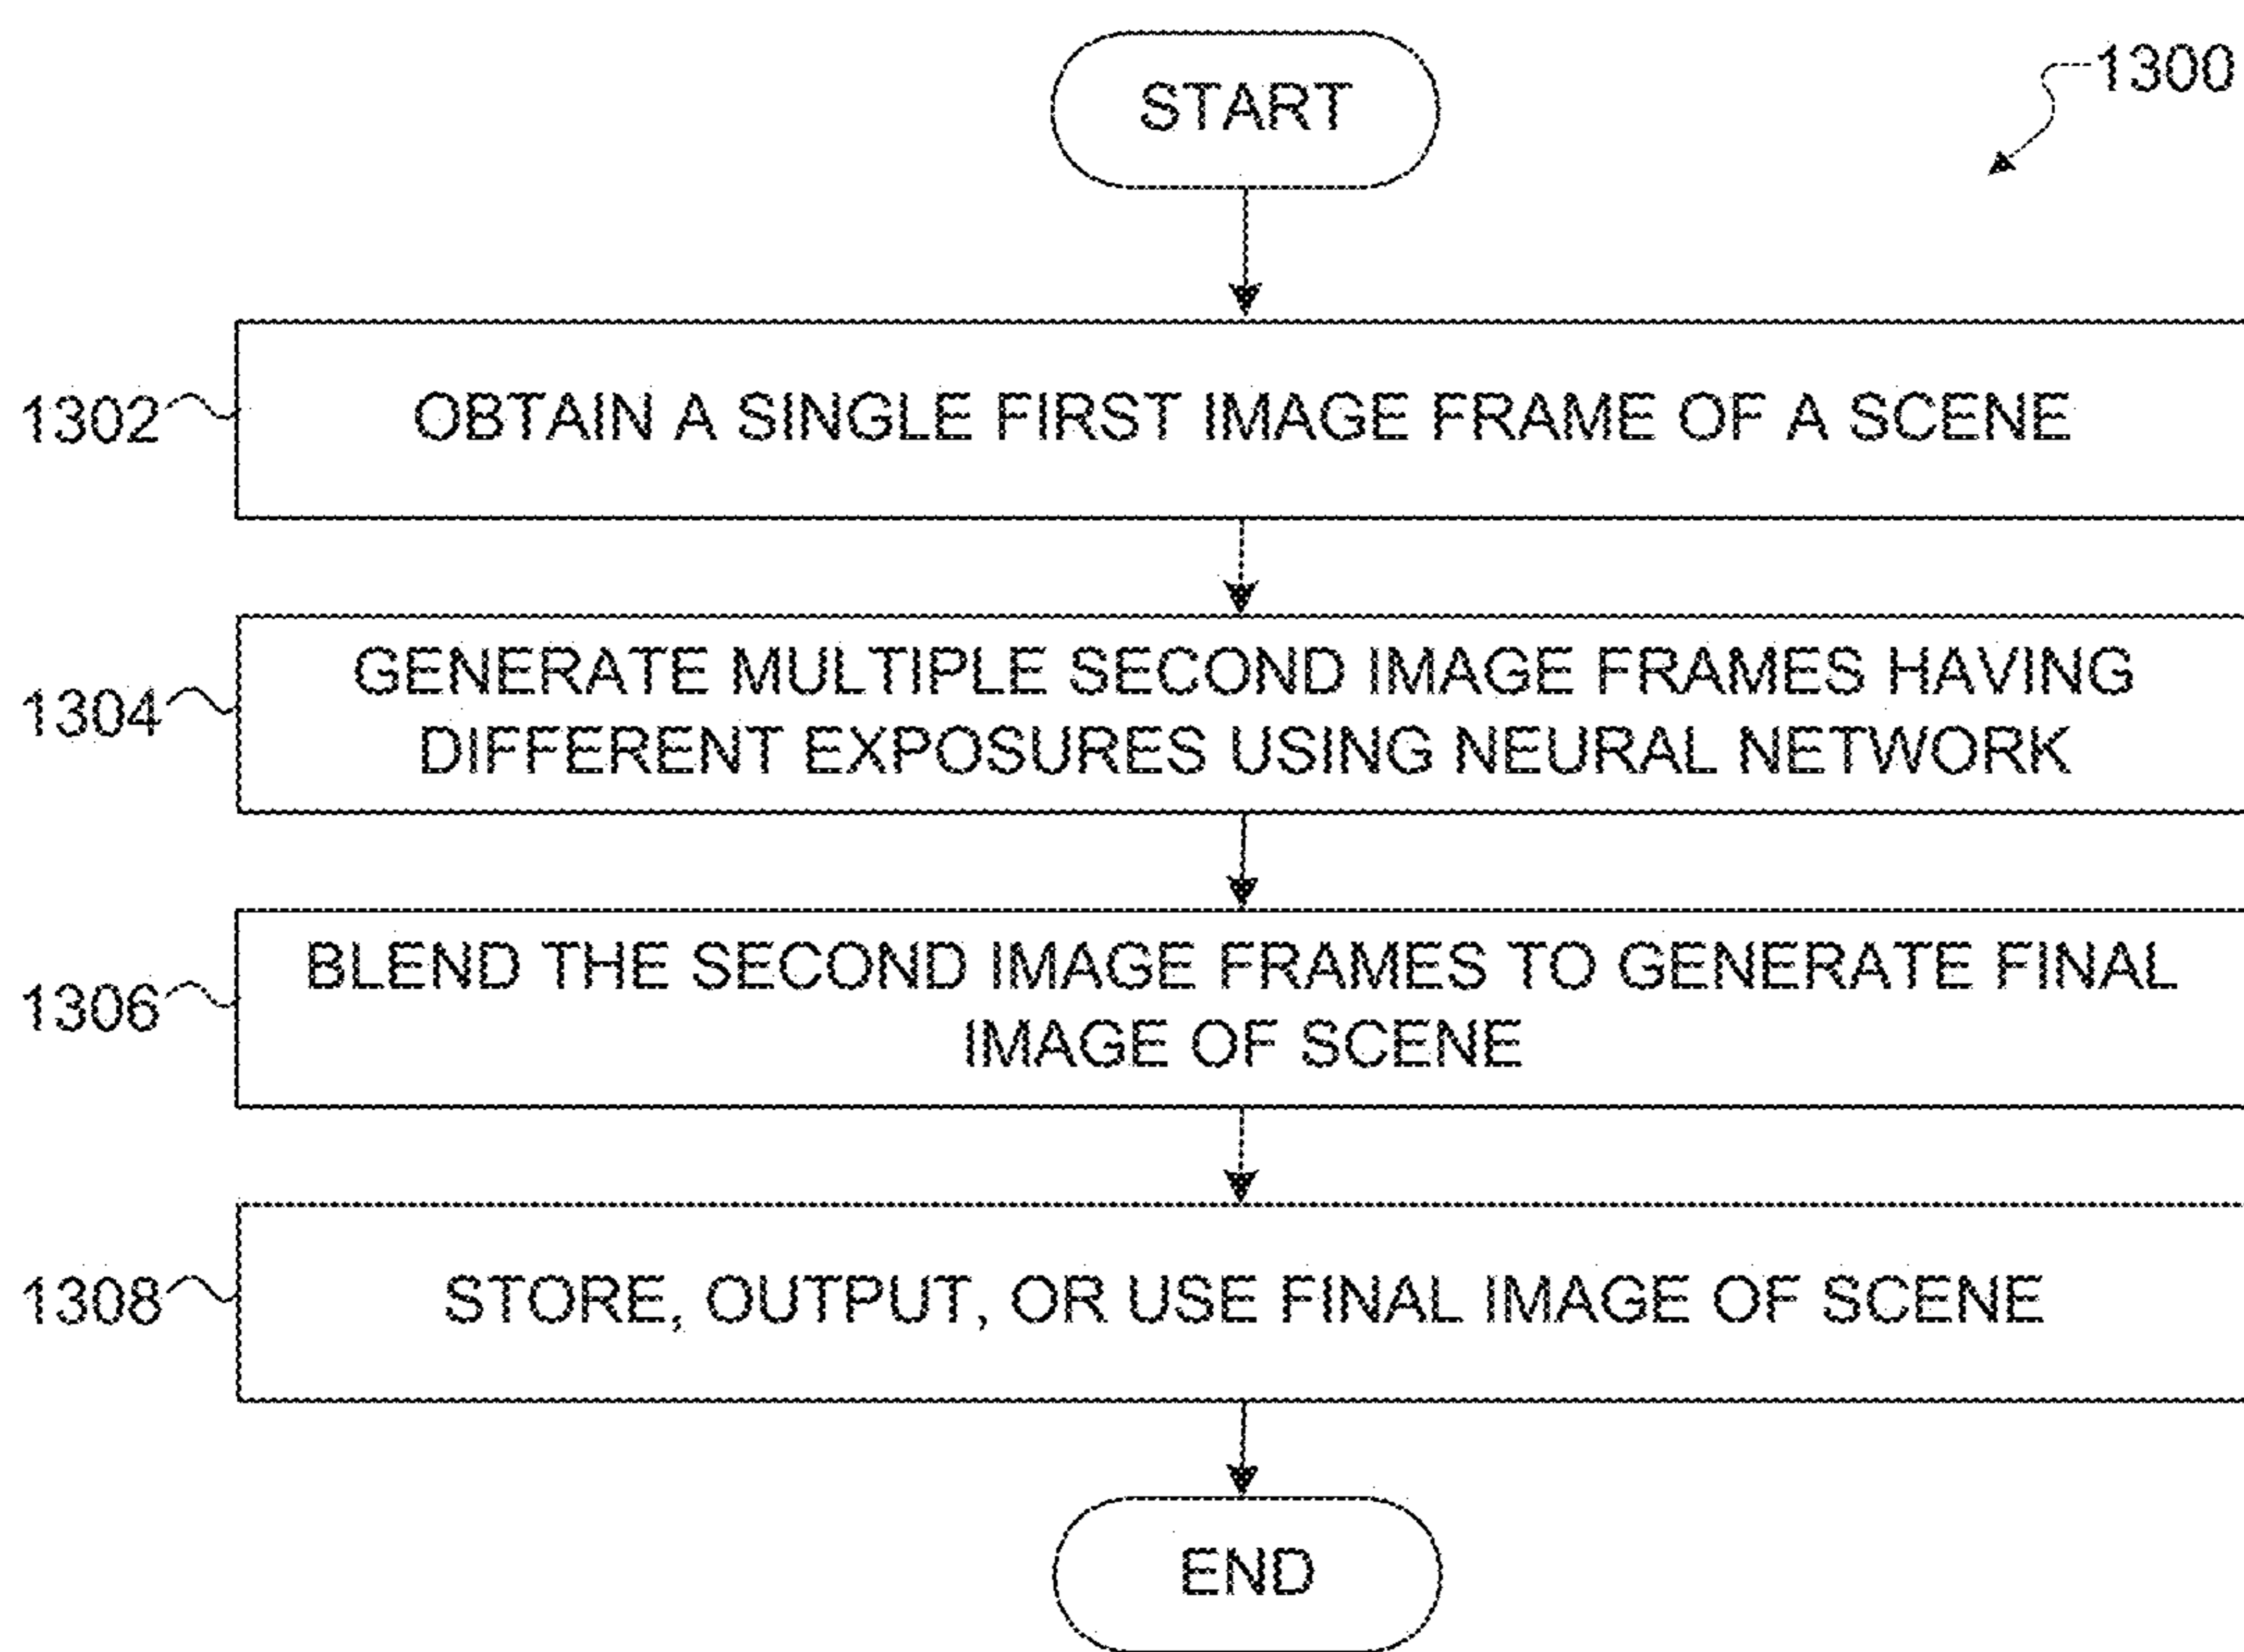 START
1300
1302
OBTAIN A SINGLE FIRST IMAGE FRAME OF A SCENE
1304
GENERATE MULTIPLE SECOND IMAGE FRAMES HAVING
DIFFERENT EXPOSURES USING NEURAL NETWORK
1306
BLEND THE SECOND IMAGE FRAMES TO GENERATE FINAL
IMAGE OF SCENE
1308
STORE, OUTPUT, OR USE FINAL IMAGE OF SCENE
END